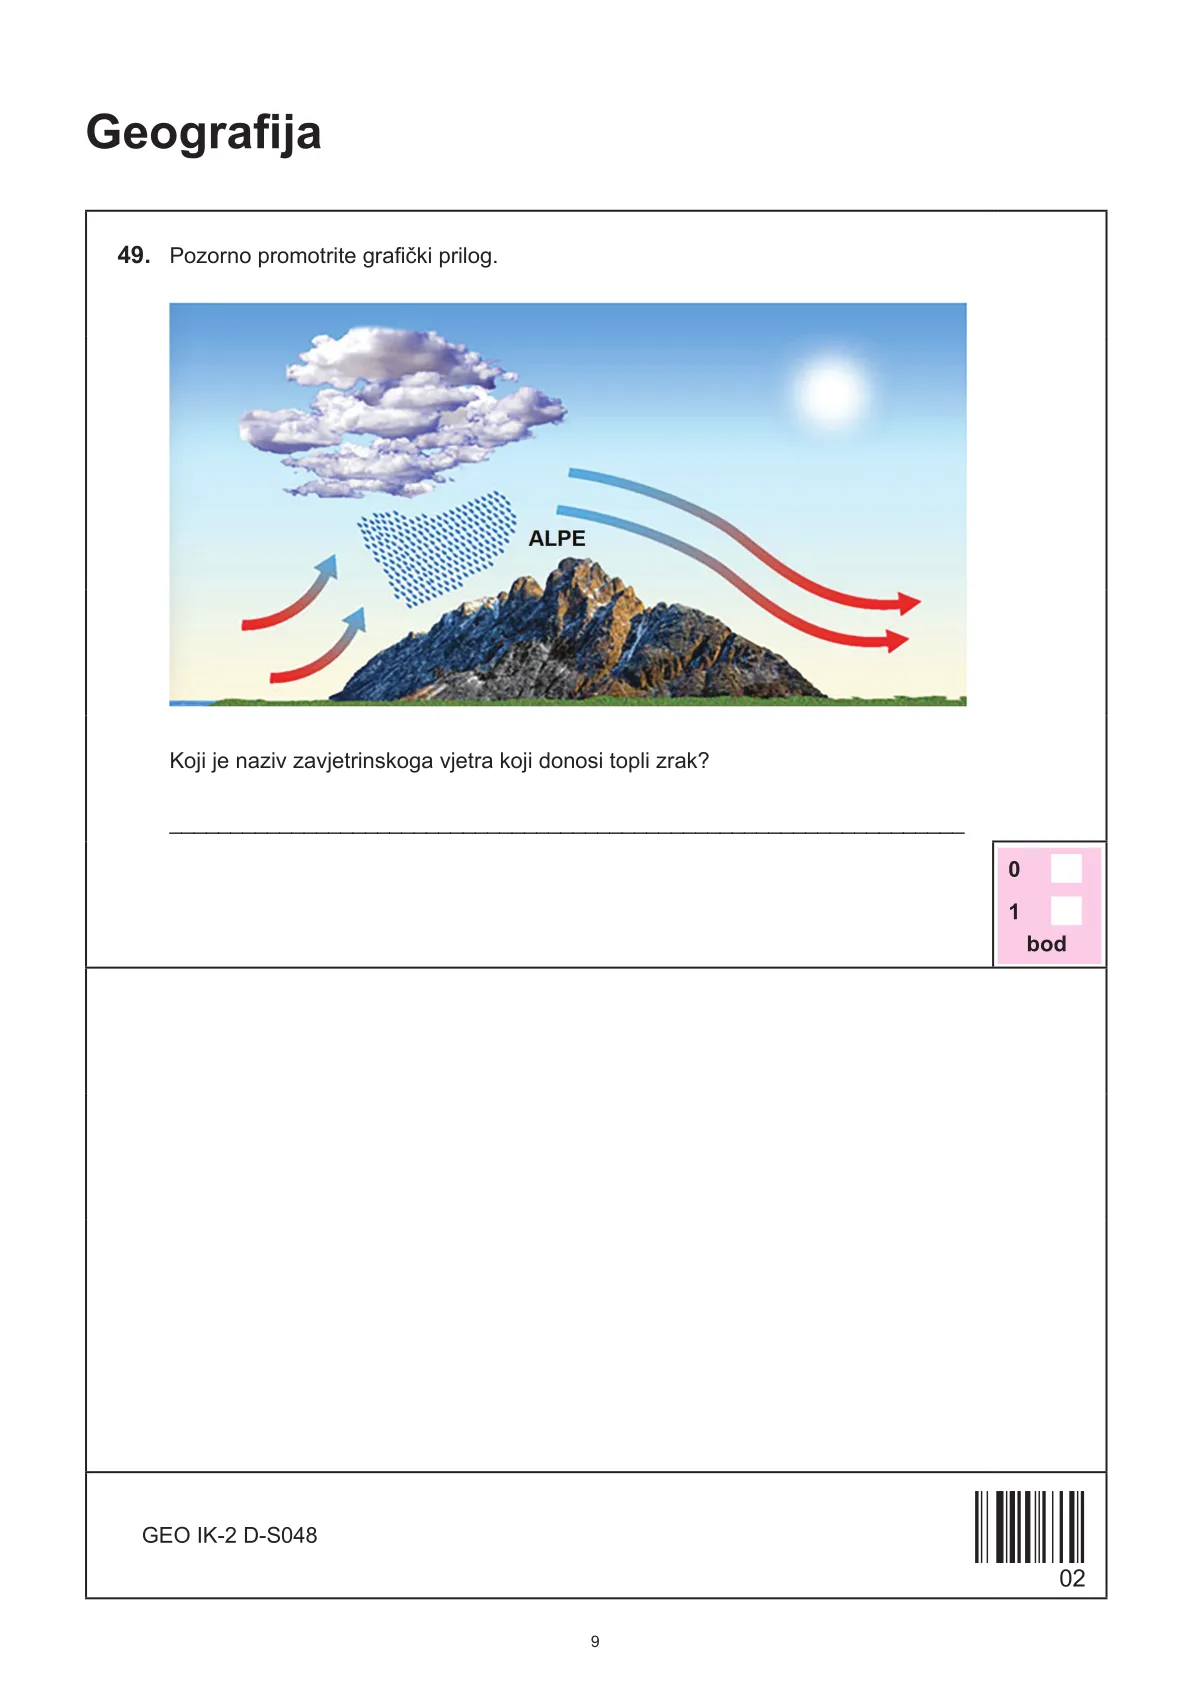 Geografija
49. Pozorno promotrite grafički prilog.
ALPE
Koji je naziv zavjetrinskoga vjetra koji donosi topli zrak?
0
1
bod
GEO IK-2 D-S048
02
9